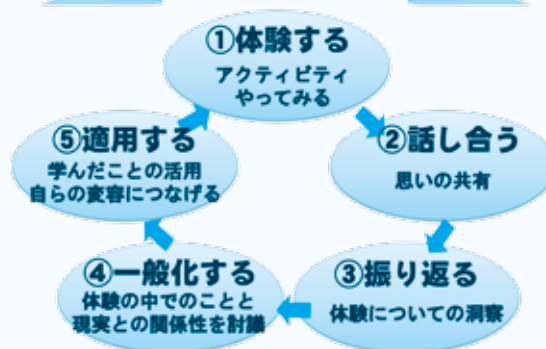 ①体験する
アクティビティ
やってみる
②話し合う
思いの共有
③振り返る
体験についての洞察
④一般化する
体験の中でのことと
現実との関係性を討議
⑤適用する
学んだことの活用
自らの変容につなげる